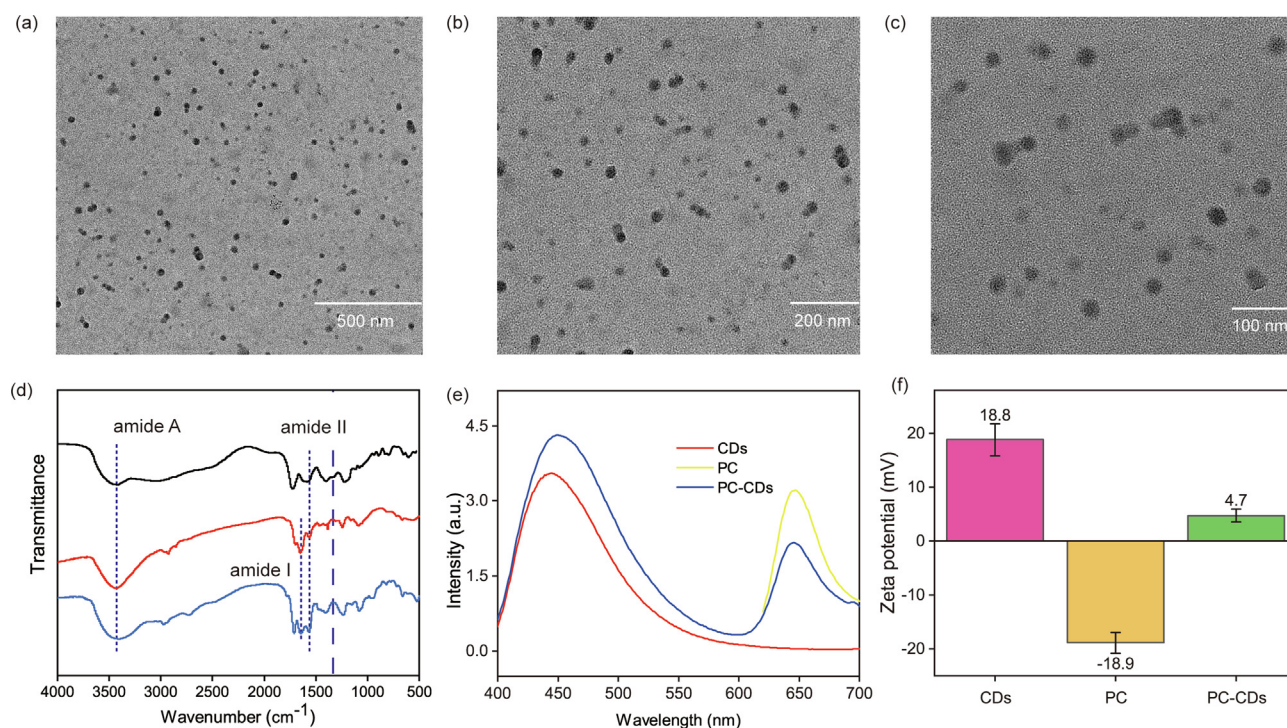 (a)
500 nm
(b)
200 nm
(c)
100 nm
(d)
amide A
amide II
amide I
Transmittance
4000 3500 3000 2500 2000 1500 1000 500
Wavenumber (cm⁻¹)
(e)
4.5
3.0
1.5
0.0
Intensity (a.u.)
CDs
PC
PC-CDs
400 450 500 550 600 650 700
Wavelength (nm)
(f)
20
10
0
-10
-20
Zeta potential (mV)
18.8
-18.9
4.7
CDs PC PC-CDs